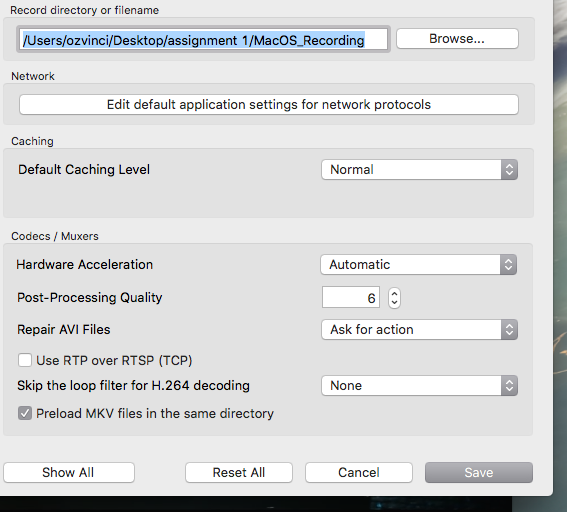 Record directory or filename
/Users/ozvinci/Desktop/assignment 1/MacOS_Recording
Browse...
Network
Edit default application settings for network protocols
Caching
Default Caching Level
Normal
Codecs / Muxers
Hardware Acceleration
Automatic
Post-Processing Quality
6
Repair AVI Files
Ask for action
Use RTP over RTSP (TCP)
Skip the loop filter for H.264 decoding
None
Preload MKV files in the same directory
Show All
Reset All
Cancel
Save